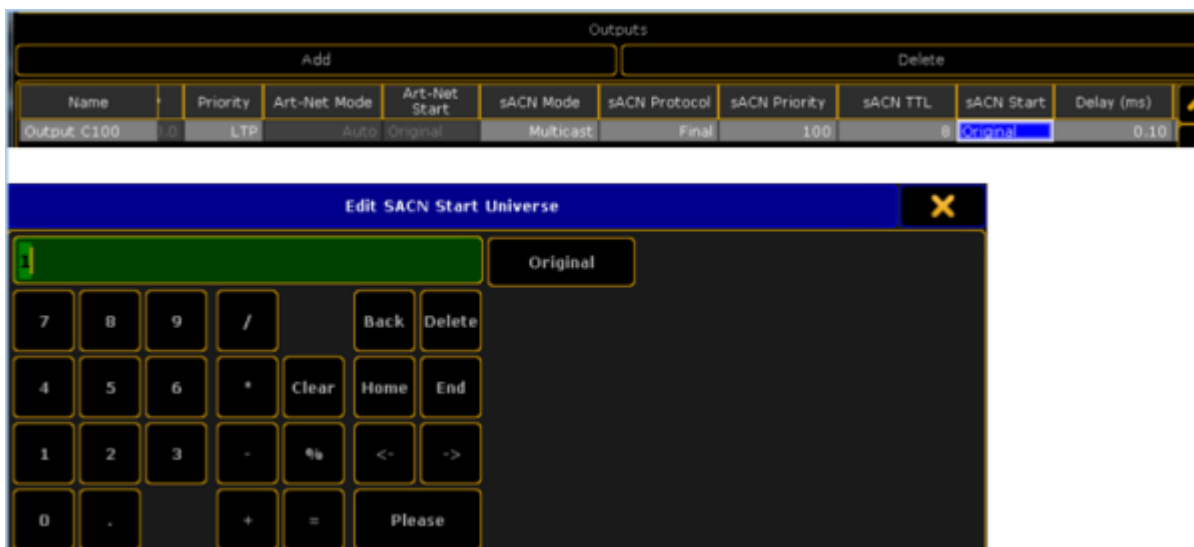 Outputs
Add Delete
Name Priority Art-Net Mode Art-Net Start sACN Mode sACN Protocol sACN Priority sACN TTL sACN Start Delay (ms)
Output C100 LTP Auto Original Multicast Final 100 8 Original 0.10
Edit SACN Start Universe
1 Original
7 8 9 / Back Delete
4 5 6 * Clear Home End
1 2 3 - % <- ->
0 . + = Please